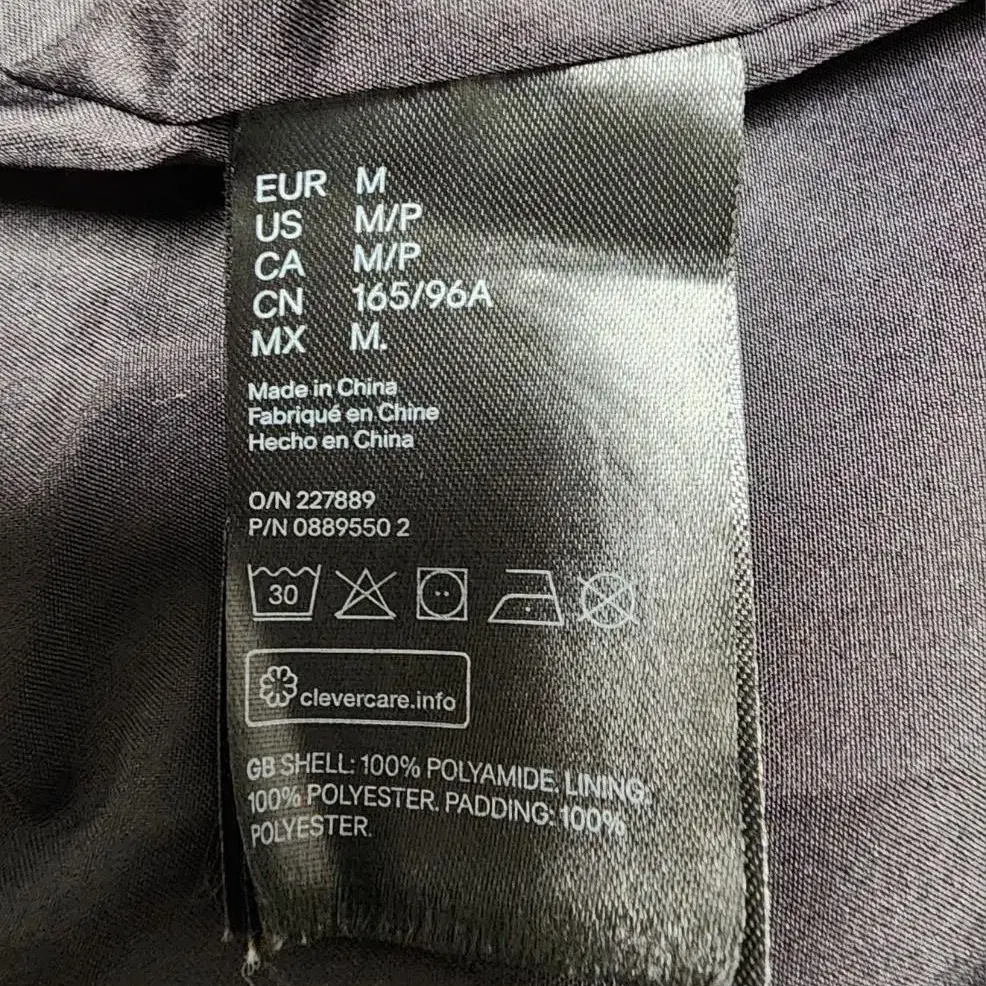 EUR M
US M/P
CA M/P
CN 165/96A
MX M.
Made in China
Fabriqué en Chine
Hecho en China
O/N 227889
P/N 0889550 2
30
clevercare.info
GB SHELL: 100% POLYAMIDE. LINING:
100% POLYESTER. PADDING: 100%
POLYESTER.